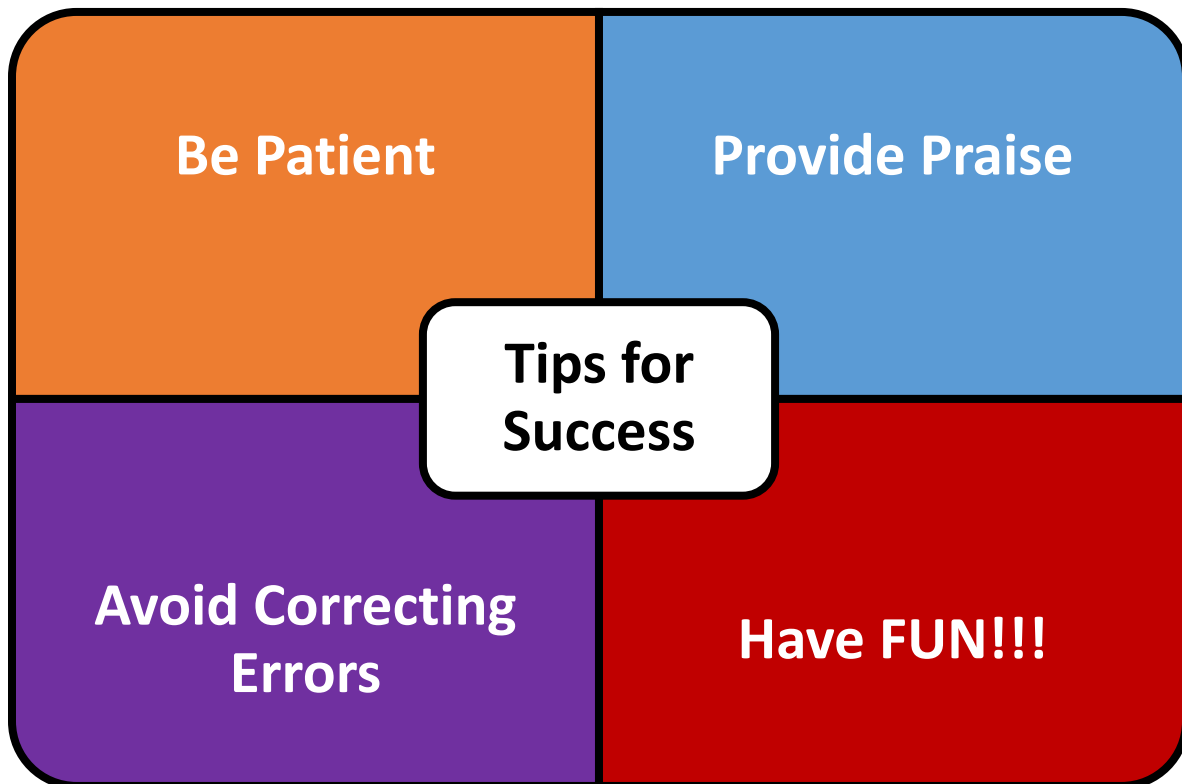 Be Patient
Provide Praise
Tips for
Success
Avoid Correcting
Errors
Have FUN!!!